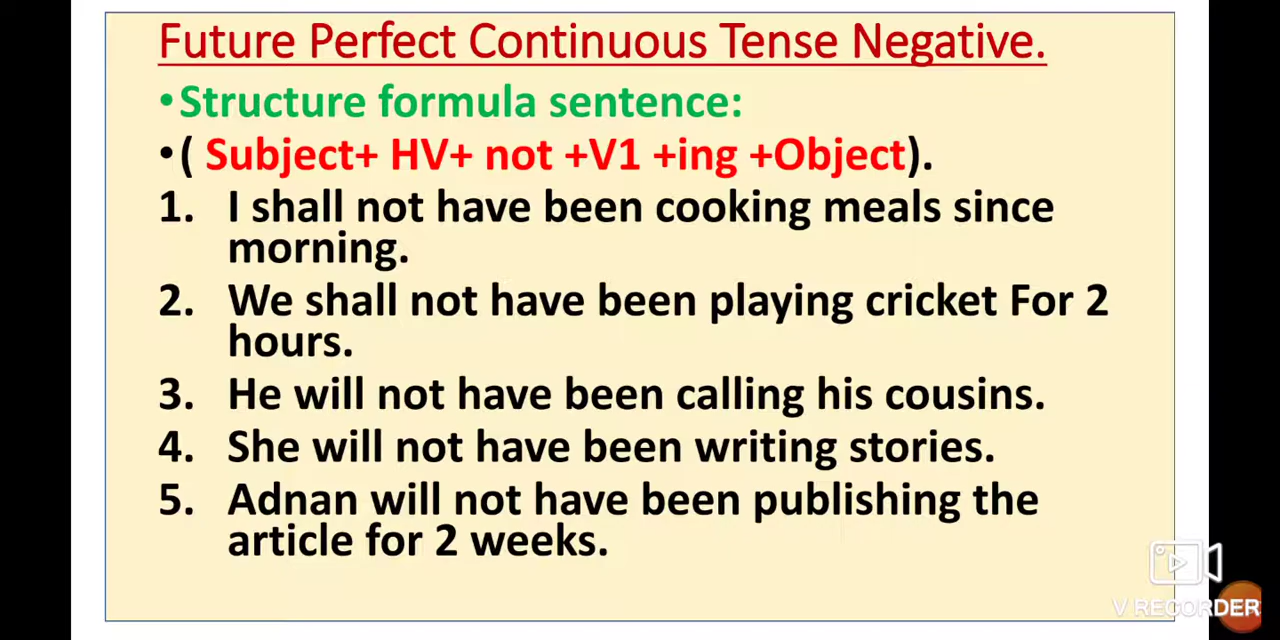 Future Perfect Continuous Tense Negative.
•Structure formula sentence:
•( Subject+ HV+ not +V1 +ing +Object).
1. I shall not have been cooking meals since
morning.
2. We shall not have been playing cricket For 2
hours.
3. He will not have been calling his cousins.
4. She will not have been writing stories.
5. Adnan will not have been publishing the
article for 2 weeks.
V RECORDER